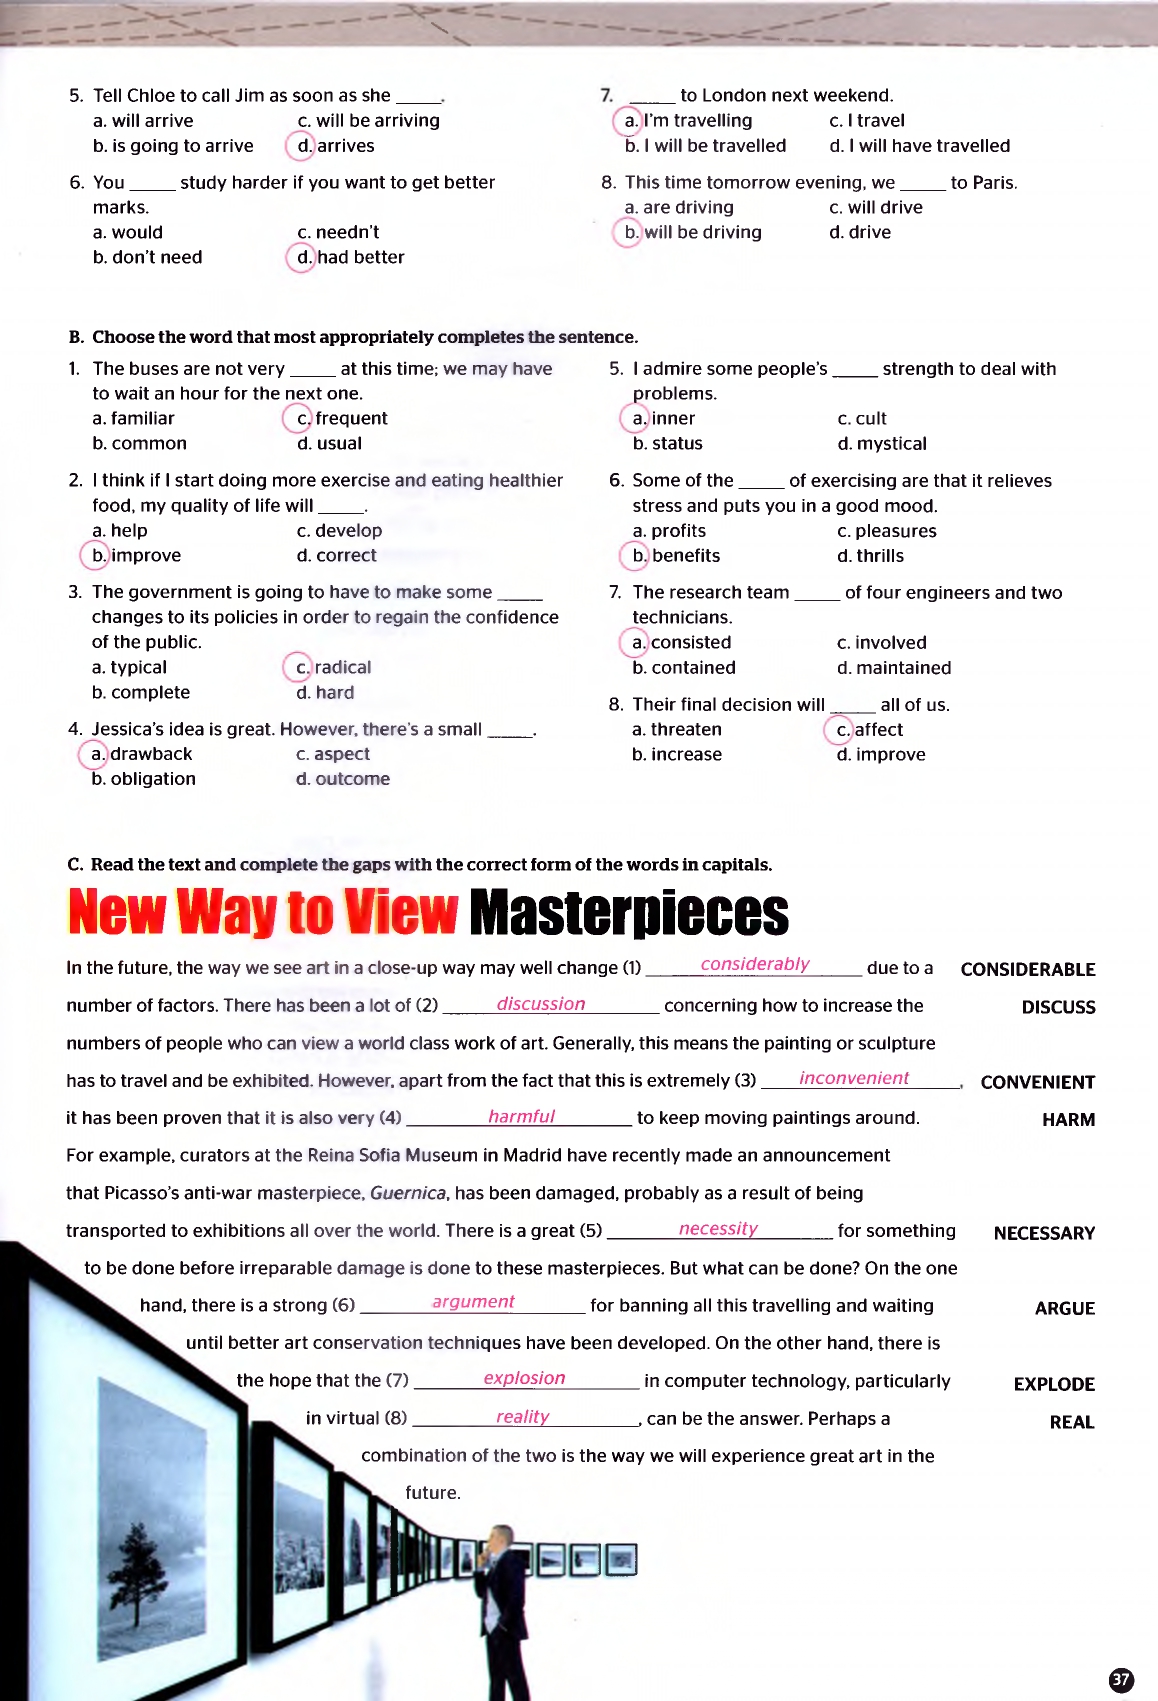 5. Tell Chloe to call Jim as soon as she _____.
a. will arrive
c. will be arriving
b. is going to arrive
d. arrives
6. You _____ study harder if you want to get better
marks.
a. would
c. needn't
b. don't need
d. had better
7. _____ to London next weekend.
a. I'm travelling
c. I travel
b. I will be travelled
d. I will have travelled
8. This time tomorrow evening, we _____ to Paris.
a. are driving
c. will drive
b. will be driving
d. drive
B. Choose the word that most appropriately completes the sentence.
1. The buses are not very _____ at this time; we may have
to wait an hour for the next one.
a. familiar
c. frequent
b. common
d. usual
2. I think if I start doing more exercise and eating healthier
food, my quality of life will _____.
a. help
c. develop
b. improve
d. correct
3. The government is going to have to make some _____
changes to its policies in order to regain the confidence
of the public.
a. typical
c. radical
b. complete
d. hard
4. Jessica's idea is great. However, there's a small _____.
a. drawback
c. aspect
b. obligation
d. outcome
5. I admire some people's _____ strength to deal with
problems.
a. inner
c. cult
b. status
d. mystical
6. Some of the _____ of exercising are that it relieves
stress and puts you in a good mood.
a. profits
c. pleasures
b. benefits
d. thrills
7. The research team _____ of four engineers and two
technicians.
a. consisted
c. involved
b. contained
d. maintained
8. Their final decision will _____ all of us.
a. threaten
c. affect
b. increase
d. improve
C. Read the text and complete the gaps with the correct form of the words in capitals.
New Way to View Masterpieces
In the future, the way we see art in a close-up way may well change (1) considerably due to a CONSIDERABLE
number of factors. There has been a lot of (2) discussion concerning how to increase the DISCUSS
numbers of people who can view a world class work of art. Generally, this means the painting or sculpture
has to travel and be exhibited. However, apart from the fact that this is extremely (3) inconvenient, CONVENIENT
it has been proven that it is also very (4) harmful to keep moving paintings around. HARM
For example, curators at the Reina Sofia Museum in Madrid have recently made an announcement
that Picasso's anti-war masterpiece, Guernica, has been damaged, probably as a result of being
transported to exhibitions all over the world. There is a great (5) necessity for something NECESSARY
to be done before irreparable damage is done to these masterpieces. But what can be done? On the one
hand, there is a strong (6) argument for banning all this travelling and waiting ARGUE
until better art conservation techniques have been developed. On the other hand, there is
the hope that the (7) explosion in computer technology, particularly EXPLODE
in virtual (8) reality, can be the answer. Perhaps a REAL
combination of the two is the way we will experience great art in the
future.
37